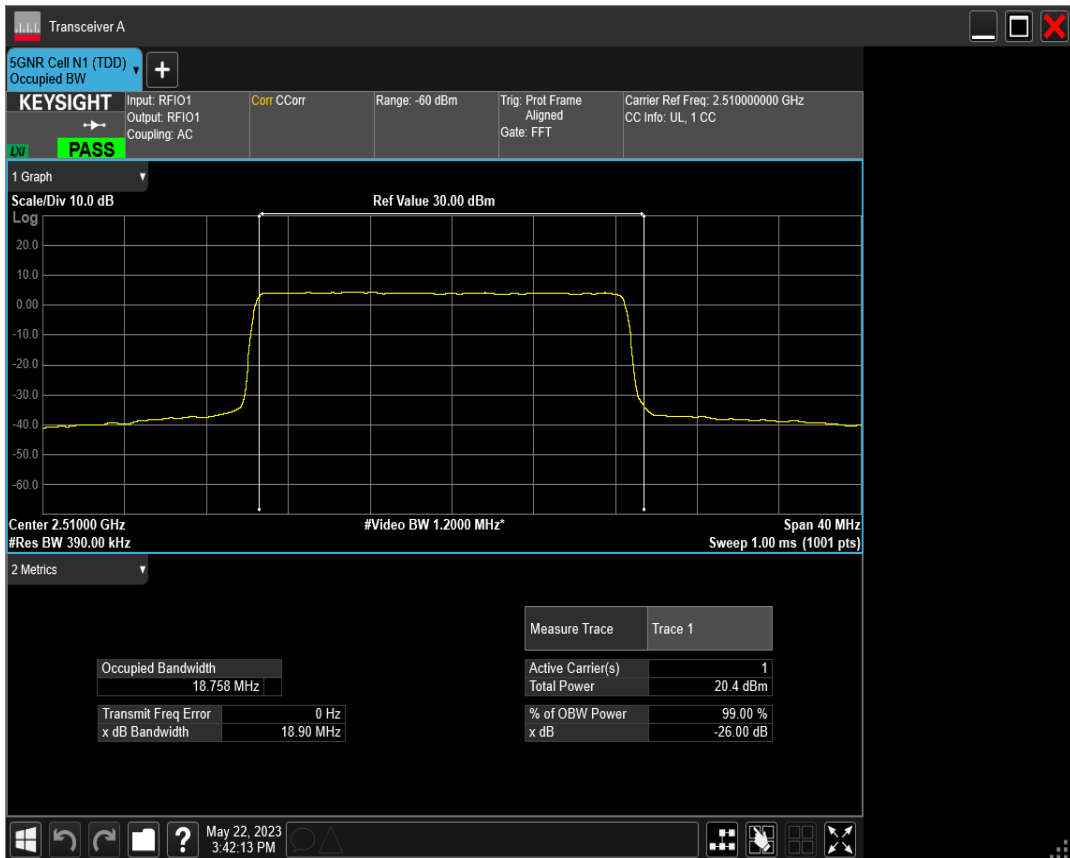 Transceiver A
5GNR Cell N1 (TDD)
Occupied BW
KEYSIGHT
LXI
PASS
Input: RFIO1
Output: RFIO1
Coupling: AC
Corr CCorr
Range: -60 dBm
Trig: Prot Frame
Aligned
Gate: FFT
Carrier Ref Freq: 2.510000000 GHz
CC Info: UL, 1 CC
1 Graph
Scale/Div 10.0 dB
Ref Value 30.00 dBm
Log
20.0
10.0
0.00
-10.0
-20.0
-30.0
-40.0
-50.0
-60.0
Center 2.51000 GHz
#Video BW 1.2000 MHz*
Span 40 MHz
#Res BW 390.00 kHz
Sweep 1.00 ms (1001 pts)
2 Metrics
Measure Trace Trace 1
Occupied Bandwidth
18.758 MHz
Active Carrier(s) 1
Total Power 20.4 dBm
Transmit Freq Error 0 Hz
x dB Bandwidth 18.90 MHz
% of OBW Power 99.00 %
x dB -26.00 dB
?
May 22, 2023
3:42:13 PM